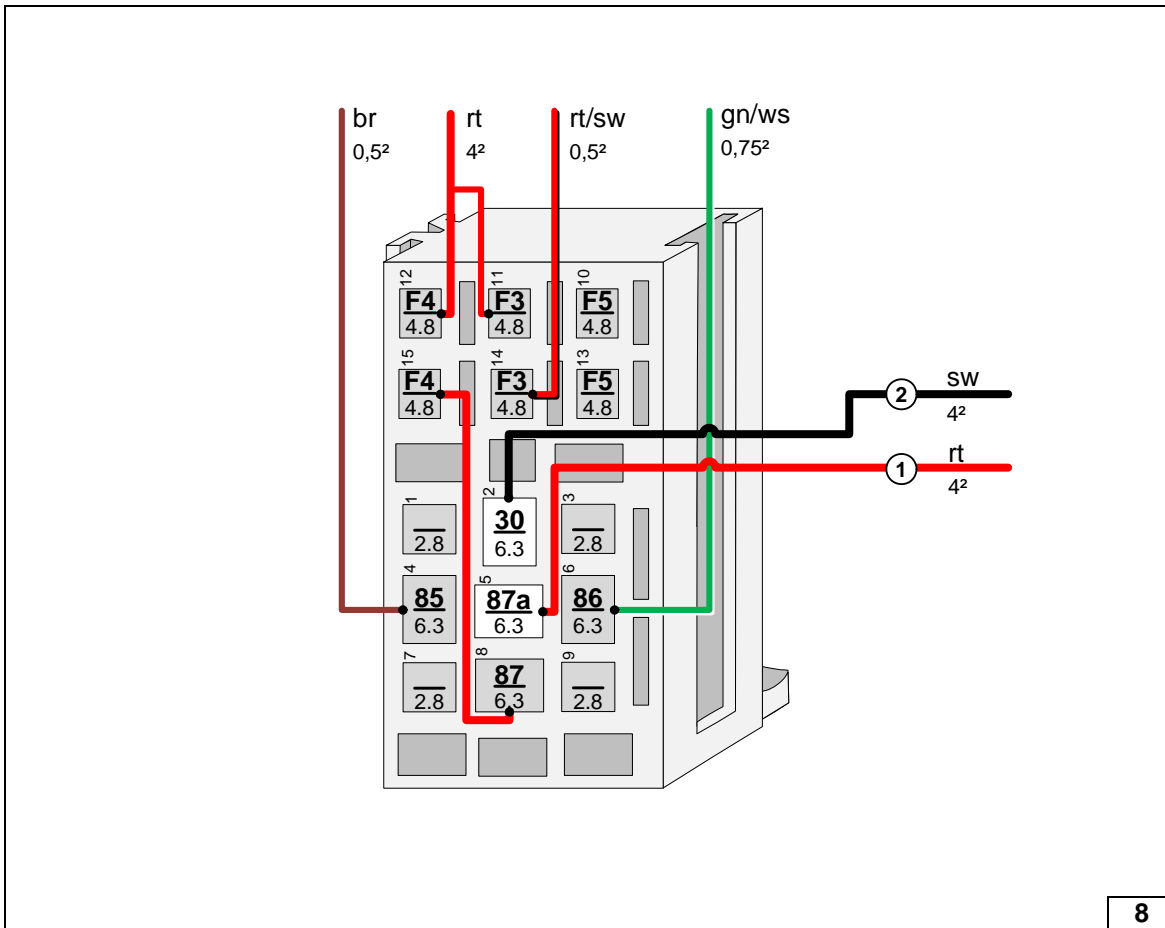 br rt rt/sw gn/ws
0,5² 4² 0,5² 0,75²
12 11 10
F4 F3 F5
4.8 4.8 4.8
15 14 13
F4 F3 F5
4.8 4.8 4.8
2 sw
4²
1 rt
4²
1 2 3
30
2.8 6.3 2.8
4 5 6
85 87a 86
6.3 6.3 6.3
7 8 9
87
2.8 6.3 2.8
8